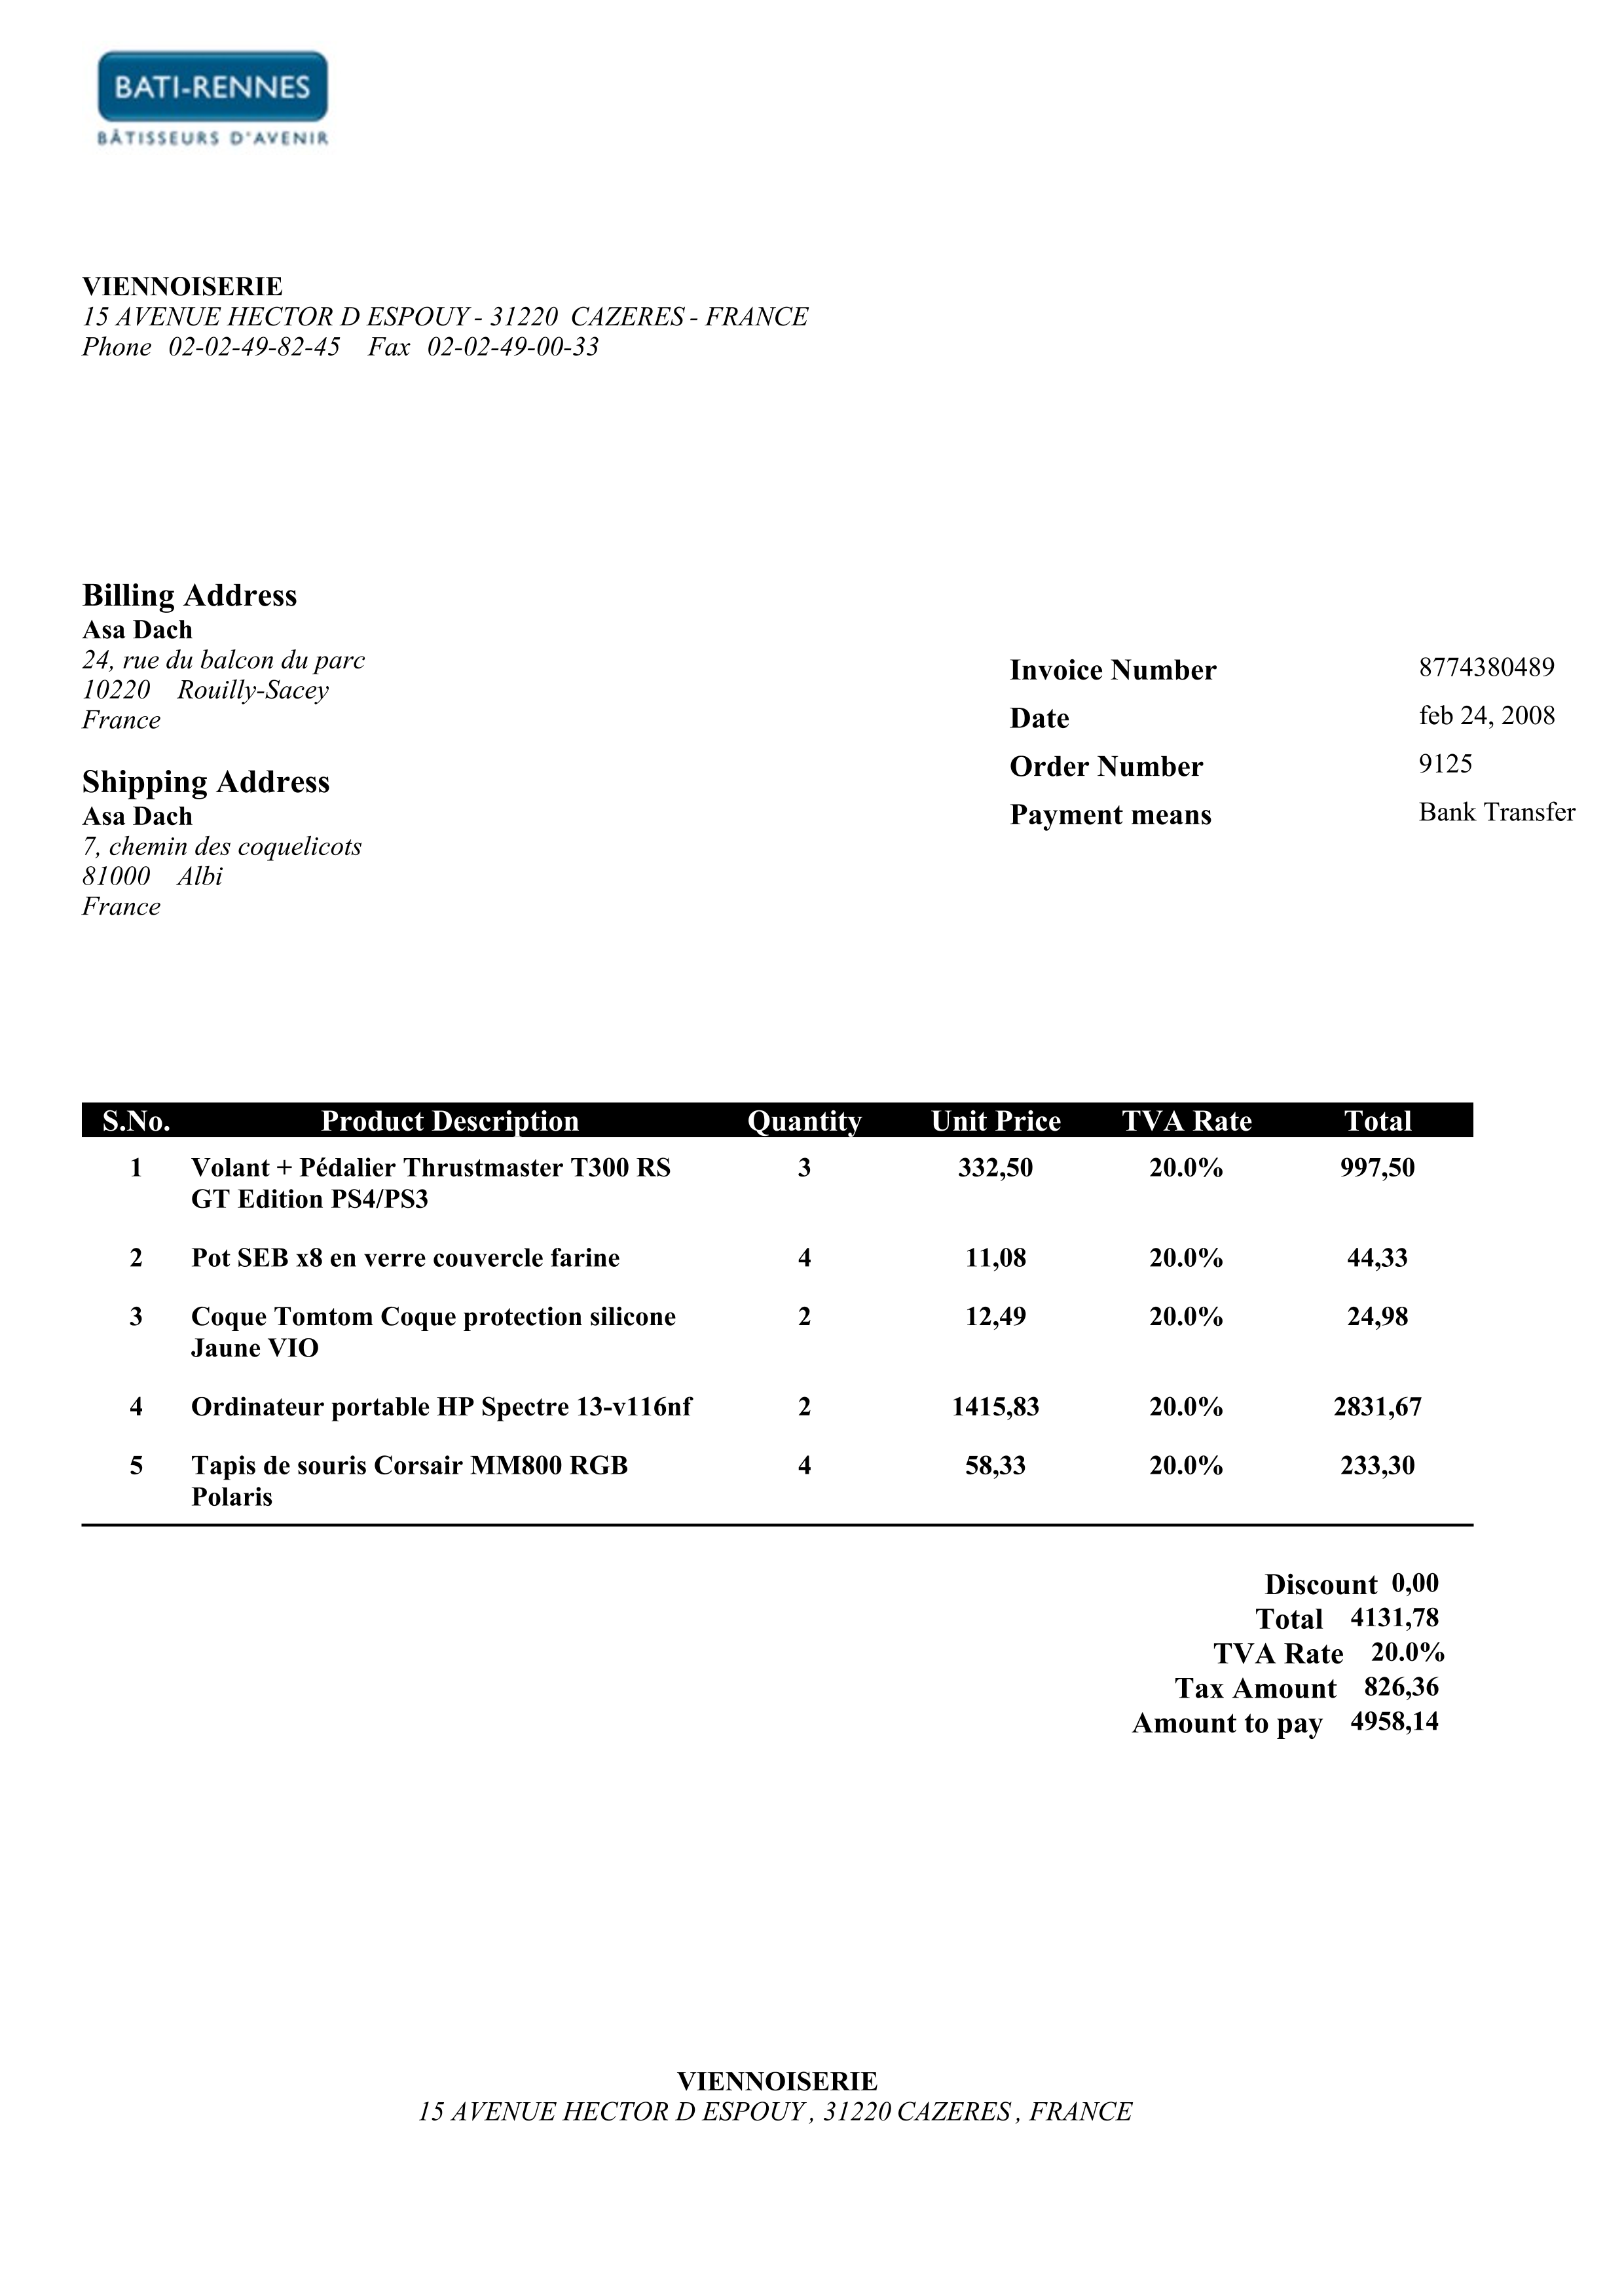 BATI-RENNES
BÂTISSEURS D'AVENIR
VIENNOISERIE
15 AVENUE HECTOR D ESPOUY - 31220 CAZERES - FRANCE
Phone 02-02-49-82-45 Fax 02-02-49-00-33
Billing Address
Asa Dach
24, rue du balcon du parc
10220 Rouilly-Sacey
France
Shipping Address
Asa Dach
7, chemin des coquelicots
81000 Albi
France
Invoice Number 8774380489
Date feb 24, 2008
Order Number 9125
Payment means Bank Transfer
S.No. Product Description Quantity Unit Price TVA Rate Total
1 Volant + Pédalier Thrustmaster T300 RS 3 332,50 20.0% 997,50
GT Edition PS4/PS3
2 Pot SEB x8 en verre couvercle farine 4 11,08 20.0% 44,33
3 Coque Tomtom Coque protection silicone 2 12,49 20.0% 24,98
Jaune VIO
4 Ordinateur portable HP Spectre 13-v116nf 2 1415,83 20.0% 2831,67
5 Tapis de souris Corsair MM800 RGB 4 58,33 20.0% 233,30
Polaris
Discount 0,00
Total 4131,78
TVA Rate 20.0%
Tax Amount 826,36
Amount to pay 4958,14
VIENNOISERIE
15 AVENUE HECTOR D ESPOUY , 31220 CAZERES , FRANCE